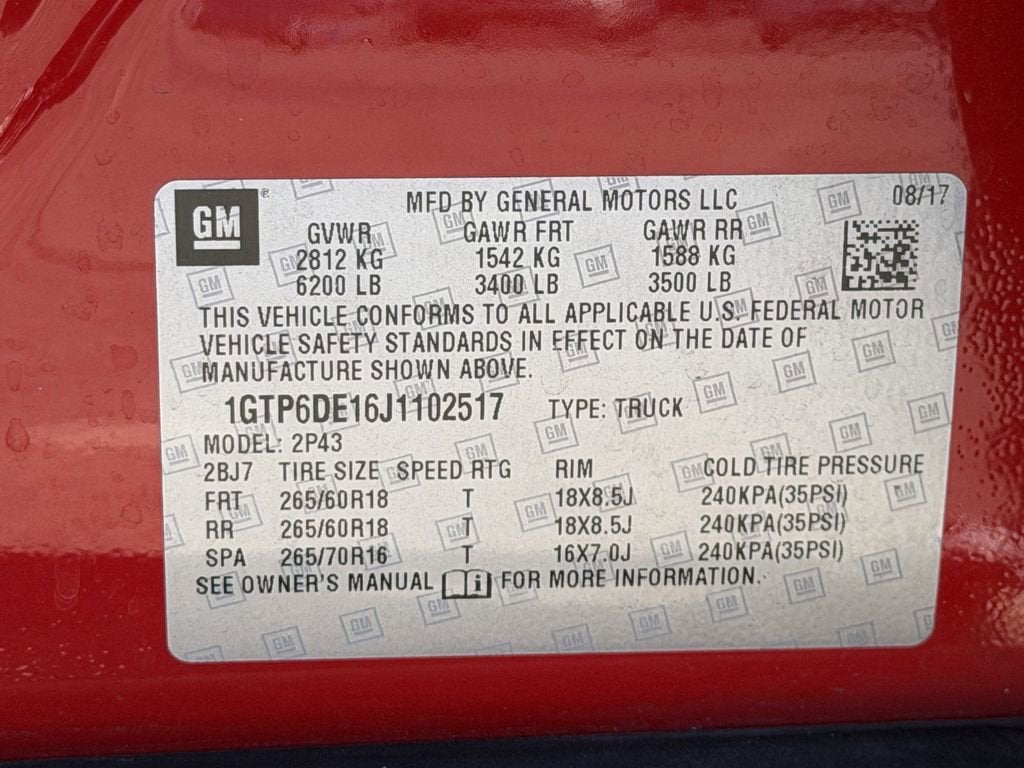 GM ® MFD BY GENERAL MOTORS LLC 08/17
GVWR GAWR FRT GAWR RR
2812 KG 1542 KG 1588 KG
6200 LB 3400 LB 3500 LB
THIS VEHICLE CONFORMS TO ALL APPLICABLE U.S. FEDERAL MOTOR
VEHICLE SAFETY STANDARDS IN EFFECT ON THE DATE OF
MANUFACTURE SHOWN ABOVE.
1GTP6DE16J1102517 TYPE: TRUCK
MODEL: 2P43
2BJ7 TIRE SIZE SPEED RTG RIM COLD TIRE PRESSURE
FRT 265/60R18 T 18X8.5J 240KPA(35PSI)
RR 265/60R18 T 18X8.5J 240KPA(35PSI)
SPA 265/70R16 T 16X7.0J 240KPA(35PSI)
SEE OWNER'S MANUAL i FOR MORE INFORMATION.